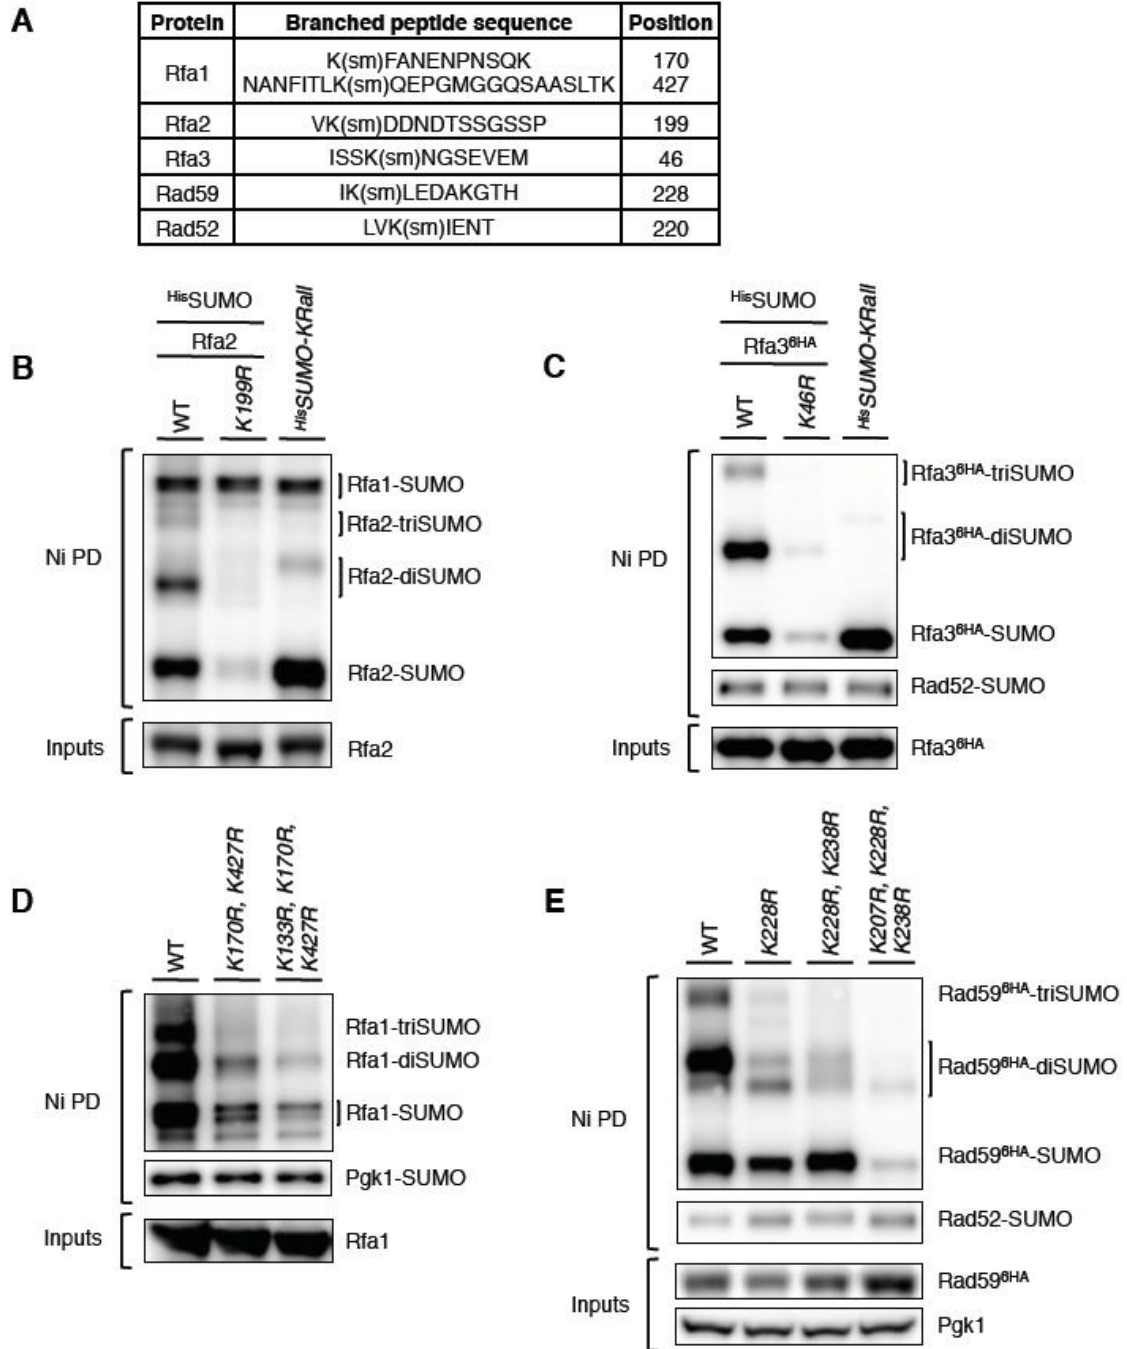 A
Protein Branched peptide sequence Position
Rfa1 K(sm)FANENPNSQK 170
NANFITLK(sm)QEPGMGGQSAASLTK 427
Rfa2 VK(sm)DDNDTSSGSSP 199
Rfa3 ISSK(sm)NGSEVEM 46
Rad59 IK(sm)LEDAKGTH 228
Rad52 LVK(sm)IENT 220
B
HisSUMO
Rfa2
WT
K199R
HisSUMO-KRall
Ni PD
Rfa1-SUMO
Rfa2-triSUMO
Rfa2-diSUMO
Rfa2-SUMO
Inputs
Rfa2
C
HisSUMO
Rfa36HA
WT
K46R
HisSUMO-KRall
Ni PD
Rfa36HA-triSUMO
Rfa36HA-diSUMO
Rfa36HA-SUMO
Rad52-SUMO
Inputs
Rfa36HA
D
WT
K170R, K427R
K133R, K170R,
K427R
Ni PD
Rfa1-triSUMO
Rfa1-diSUMO
Rfa1-SUMO
Pgk1-SUMO
Inputs
Rfa1
E
WT
K228R
K228R, K238R
K207R, K228R,
K238R
Ni PD
Rad596HA-triSUMO
Rad596HA-diSUMO
Rad596HA-SUMO
Rad52-SUMO
Inputs
Rad596HA
Pgk1